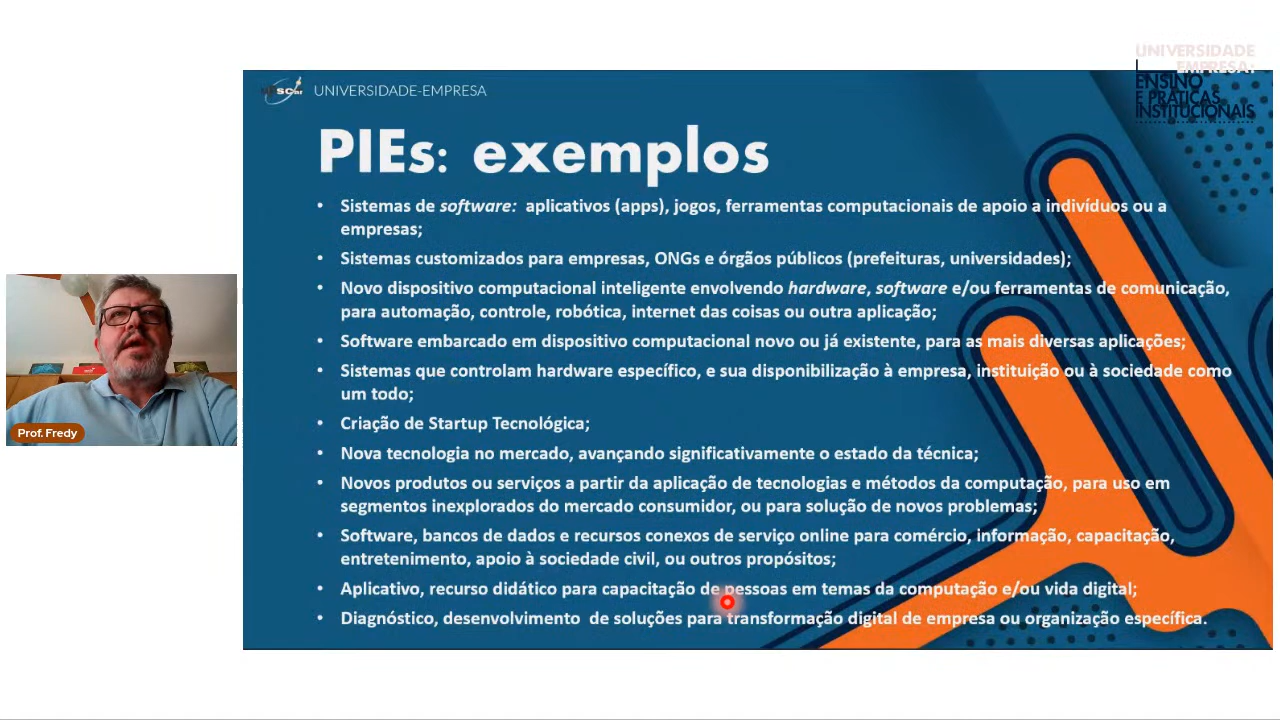 UNIVERSIDADE
EMPRESA:
ENSINO
E PRÁTICAS
INSTITUCIONAIS
UNIVERSIDADE-EMPRESA
PIEs: exemplos
• Sistemas de software: aplicativos (apps), jogos, ferramentas computacionais de apoio a indivíduos ou a
empresas;
• Sistemas customizados para empresas, ONGs e órgãos públicos (prefeituras, universidades);
• Novo dispositivo computacional inteligente envolvendo hardware, software e/ou ferramentas de comunicação,
para automação, controle, robótica, internet das coisas ou outra aplicação;
• Software embarcado em dispositivo computacional novo ou já existente, para as mais diversas aplicações;
• Sistemas que controlam hardware específico, e sua disponibilização à empresa, instituição ou à sociedade como
um todo;
• Criação de Startup Tecnológica;
• Nova tecnologia no mercado, avançando significativamente o estado da técnica;
• Novos produtos ou serviços a partir da aplicação de tecnologias e métodos da computação, para uso em
segmentos inexplorados do mercado consumidor, ou para solução de novos problemas;
• Software, bancos de dados e recursos conexos de serviço online para comércio, informação, capacitação,
entretenimento, apoio à sociedade civil, ou outros propósitos;
• Aplicativo, recurso didático para capacitação de pessoas em temas da computação e/ou vida digital;
• Diagnóstico, desenvolvimento de soluções para transformação digital de empresa ou organização específica.
Prof. Fredy